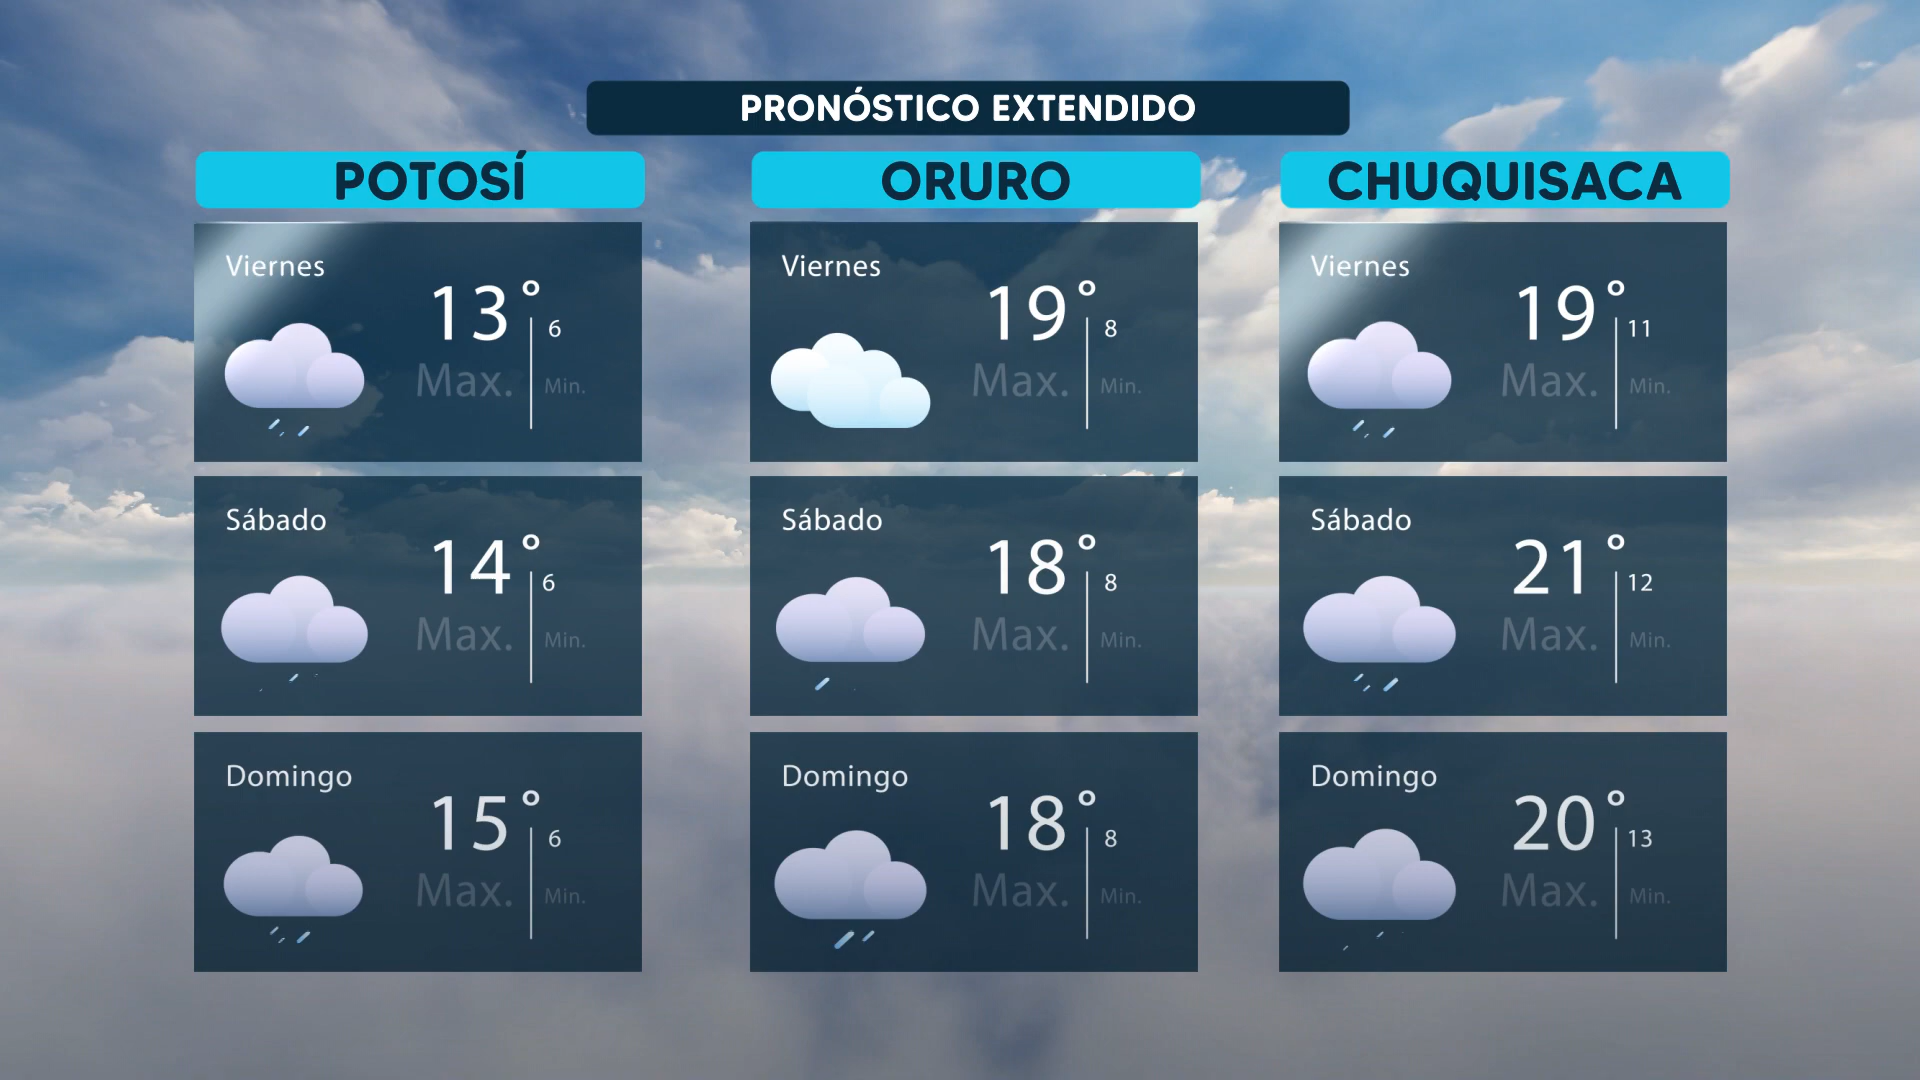 PRONÓSTICO EXTENDIDO
POTOSÍ
Viernes
13°
6
Max.
Min.
Sábado
14°
6
Max.
Min.
Domingo
15°
6
Max.
Min.
ORURO
Viernes
19°
8
Max.
Min.
Sábado
18°
8
Max.
Min.
Domingo
18°
8
Max.
Min.
CHUQUISACA
Viernes
19°
11
Max.
Min.
Sábado
21°
12
Max.
Min.
Domingo
20°
13
Max.
Min.